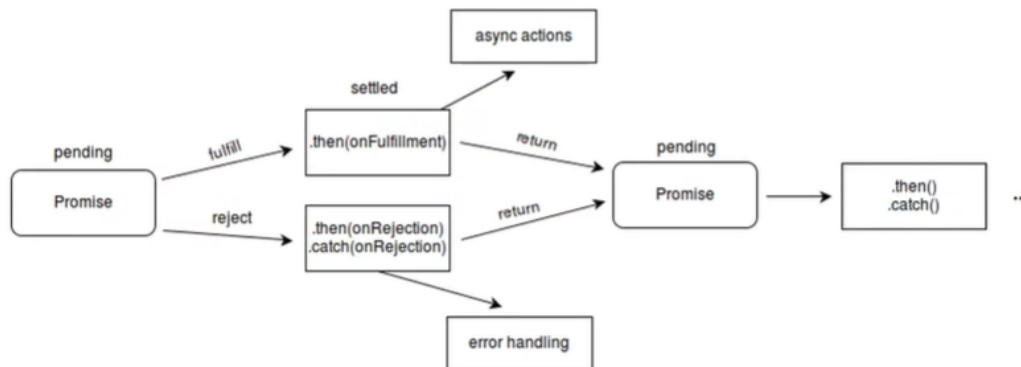 async actions
settled
.then(onFulfillment)
pending
fulfill
return
pending
Promise
Promise
.then()
.catch()
...
reject
return
.then(onRejection)
.catch(onRejection)
error handling